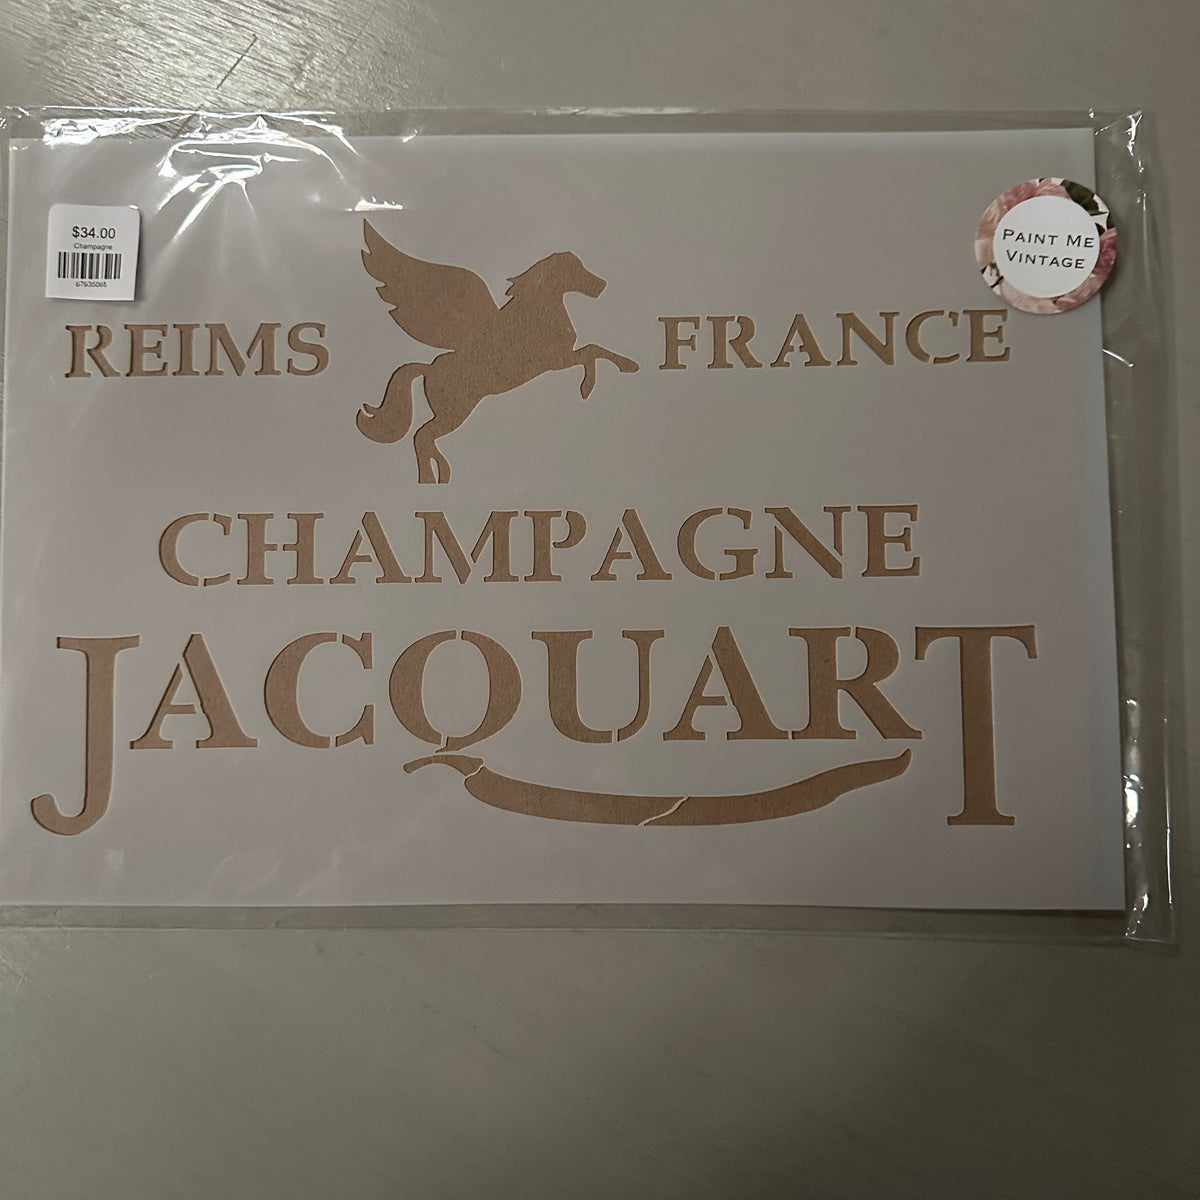 $34.00
Champagne
67935065
PAINT ME
VINTAGE
REIMS FRANCE
CHAMPAGNE
JACQUART